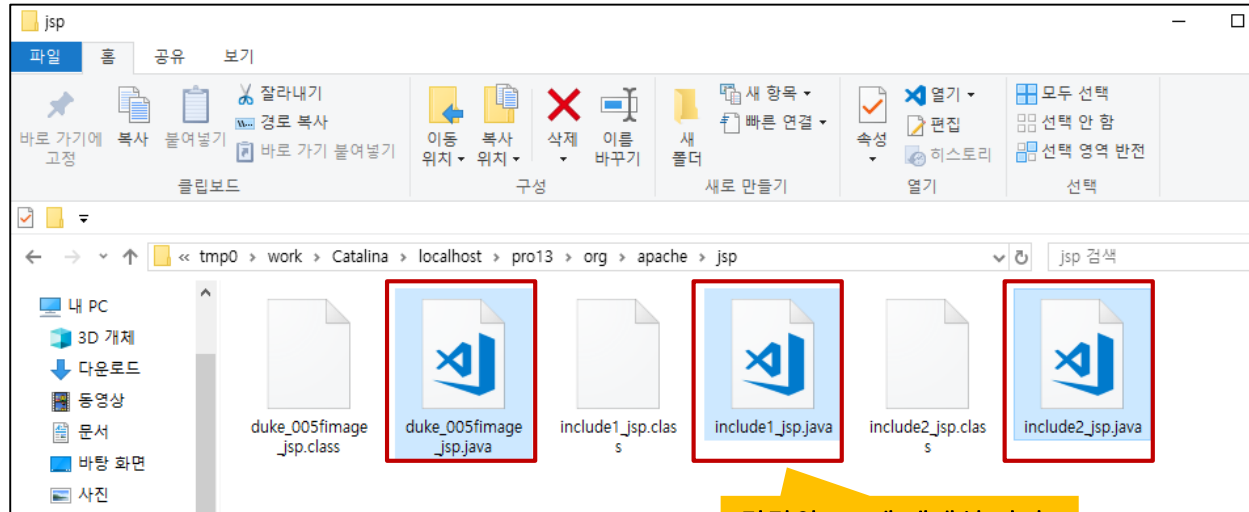 jsp
파일 홈 공유 보기
잘라내기
경로 복사
바로 가기 붙여넣기
바로 가기에
고정
복사
붙여넣기
클립보드
이동
위치
복사
위치
삭제
이름
바꾸기
구성
새
폴더
새 항목
빠른 연결
새로 만들기
속성
열기
편집
히스토리
열기
모두 선택
선택 안 함
선택 영역 반전
선택
« tmp0 › work › Catalina › localhost › pro13 › org › apache › jsp
jsp 검색
내 PC
3D 개체
다운로드
동영상
문서
바탕 화면
사진
duke_005fimage
_jsp.class
duke_005fimage
_jsp.java
include1_jsp.clas
s
include1_jsp.java
include2_jsp.clas
s
include2_jsp.java